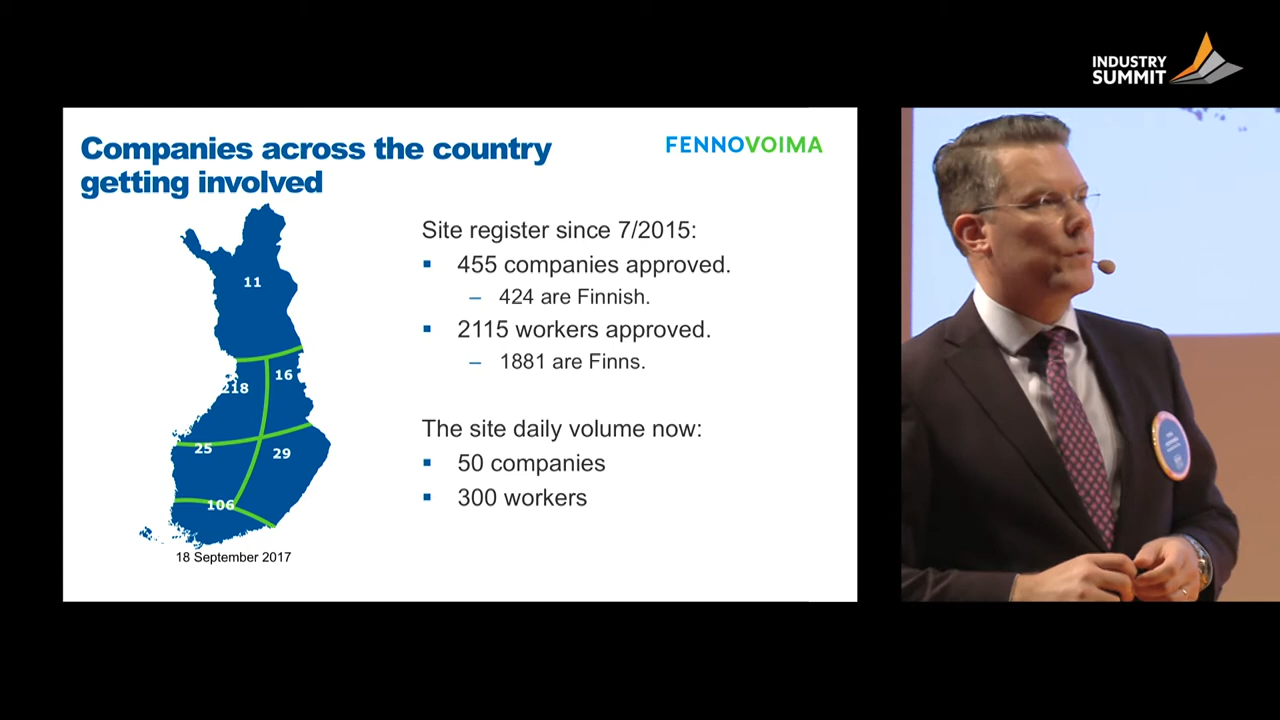 INDUSTRY
SUMMIT
Companies across the country
getting involved
FENNOVOIMA
11
16
218
25
29
106
18 September 2017
Site register since 7/2015:
▪ 455 companies approved.
– 424 are Finnish.
▪ 2115 workers approved.
– 1881 are Finns.
The site daily volume now:
▪ 50 companies
▪ 300 workers